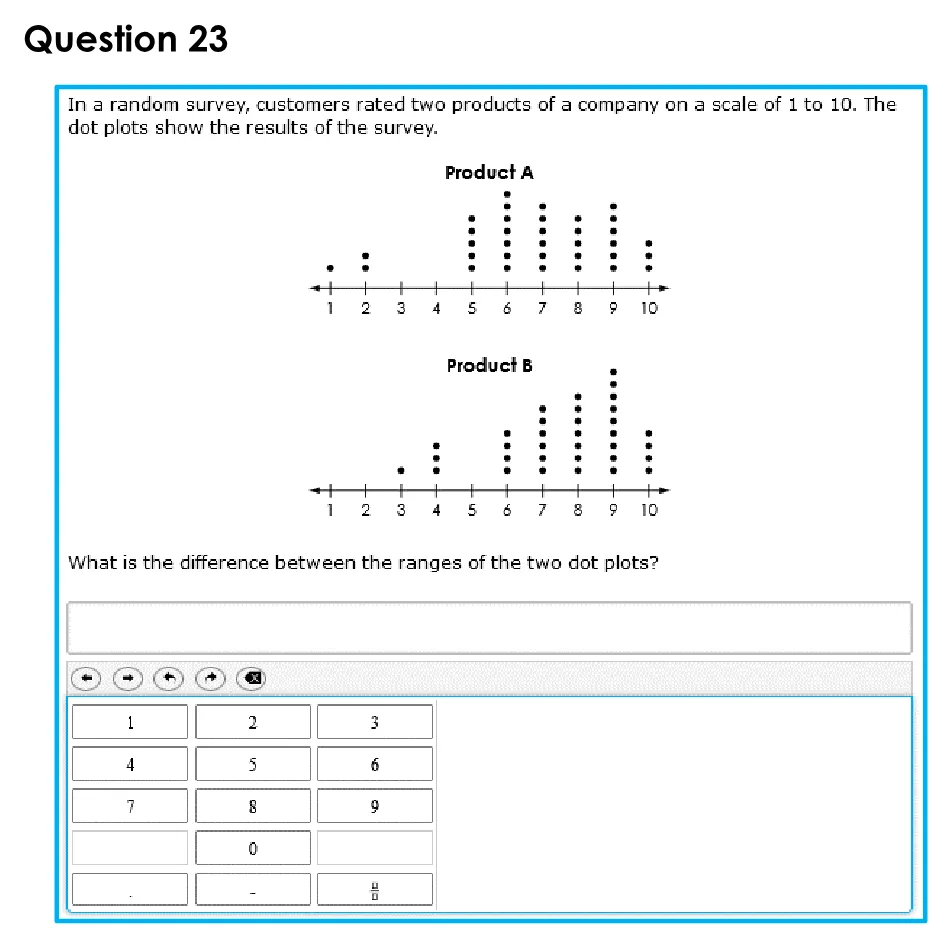 Question 23
In a random survey, customers rated two products of a company on a scale of 1 to 10. The
dot plots show the results of the survey.
Product A
1 2 3 4 5 6 7 8 9 10
Product B
1 2 3 4 5 6 7 8 9 10
What is the difference between the ranges of the two dot plots?
1 2 3
4 5 6
7 8 9
0
. -